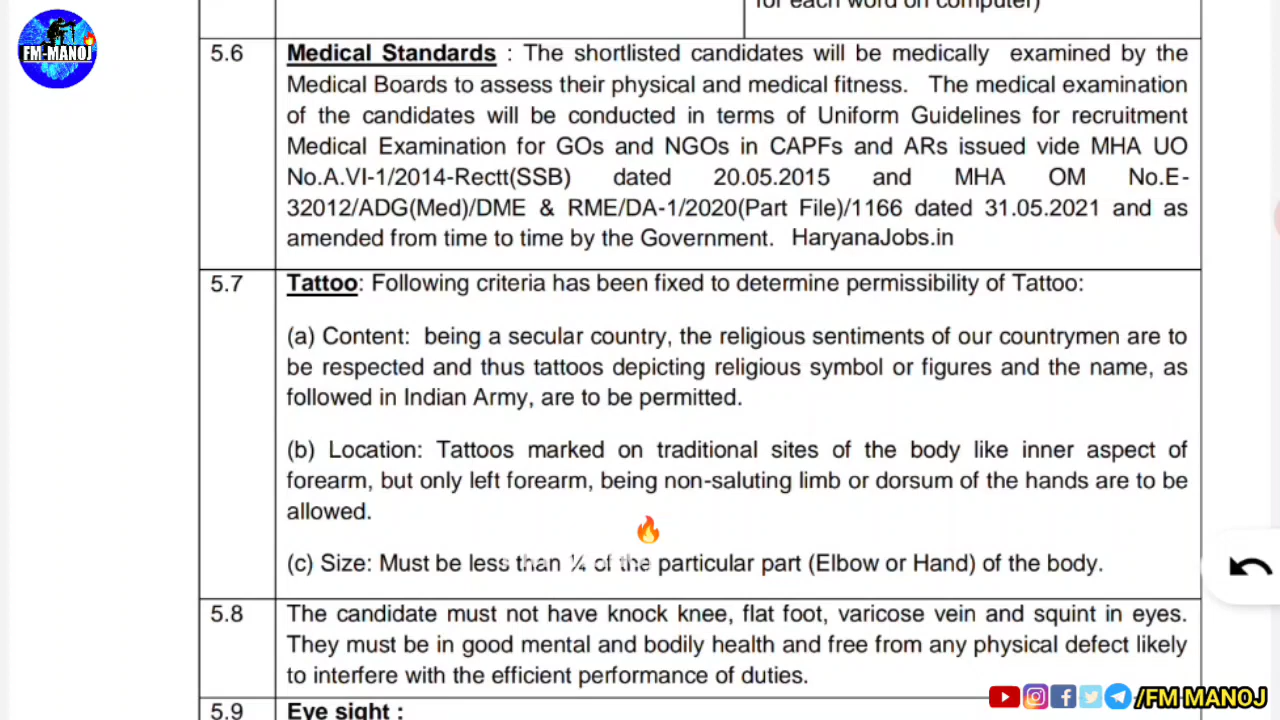 for each word on computer)
FM-MANOJ
5.6 Medical Standards : The shortlisted candidates will be medically examined by the
Medical Boards to assess their physical and medical fitness. The medical examination
of the candidates will be conducted in terms of Uniform Guidelines for recruitment
Medical Examination for GOs and NGOs in CAPFs and ARs issued vide MHA UO
No.A.VI-1/2014-Rectt(SSB) dated 20.05.2015 and MHA OM No.E-
32012/ADG(Med)/DME & RME/DA-1/2020(Part File)/1166 dated 31.05.2021 and as
amended from time to time by the Government. HaryanaJobs.in
5.7 Tattoo: Following criteria has been fixed to determine permissibility of Tattoo:
(a) Content: being a secular country, the religious sentiments of our countrymen are to
be respected and thus tattoos depicting religious symbol or figures and the name, as
followed in Indian Army, are to be permitted.
(b) Location: Tattoos marked on traditional sites of the body like inner aspect of
forearm, but only left forearm, being non-saluting limb or dorsum of the hands are to be
allowed.
(c) Size: Must be less than ¼ of the particular part (Elbow or Hand) of the body.
5.8 The candidate must not have knock knee, flat foot, varicose vein and squint in eyes.
They must be in good mental and bodily health and free from any physical defect likely
to interfere with the efficient performance of duties.
/FM MANOJ
5.9 Eye sight :